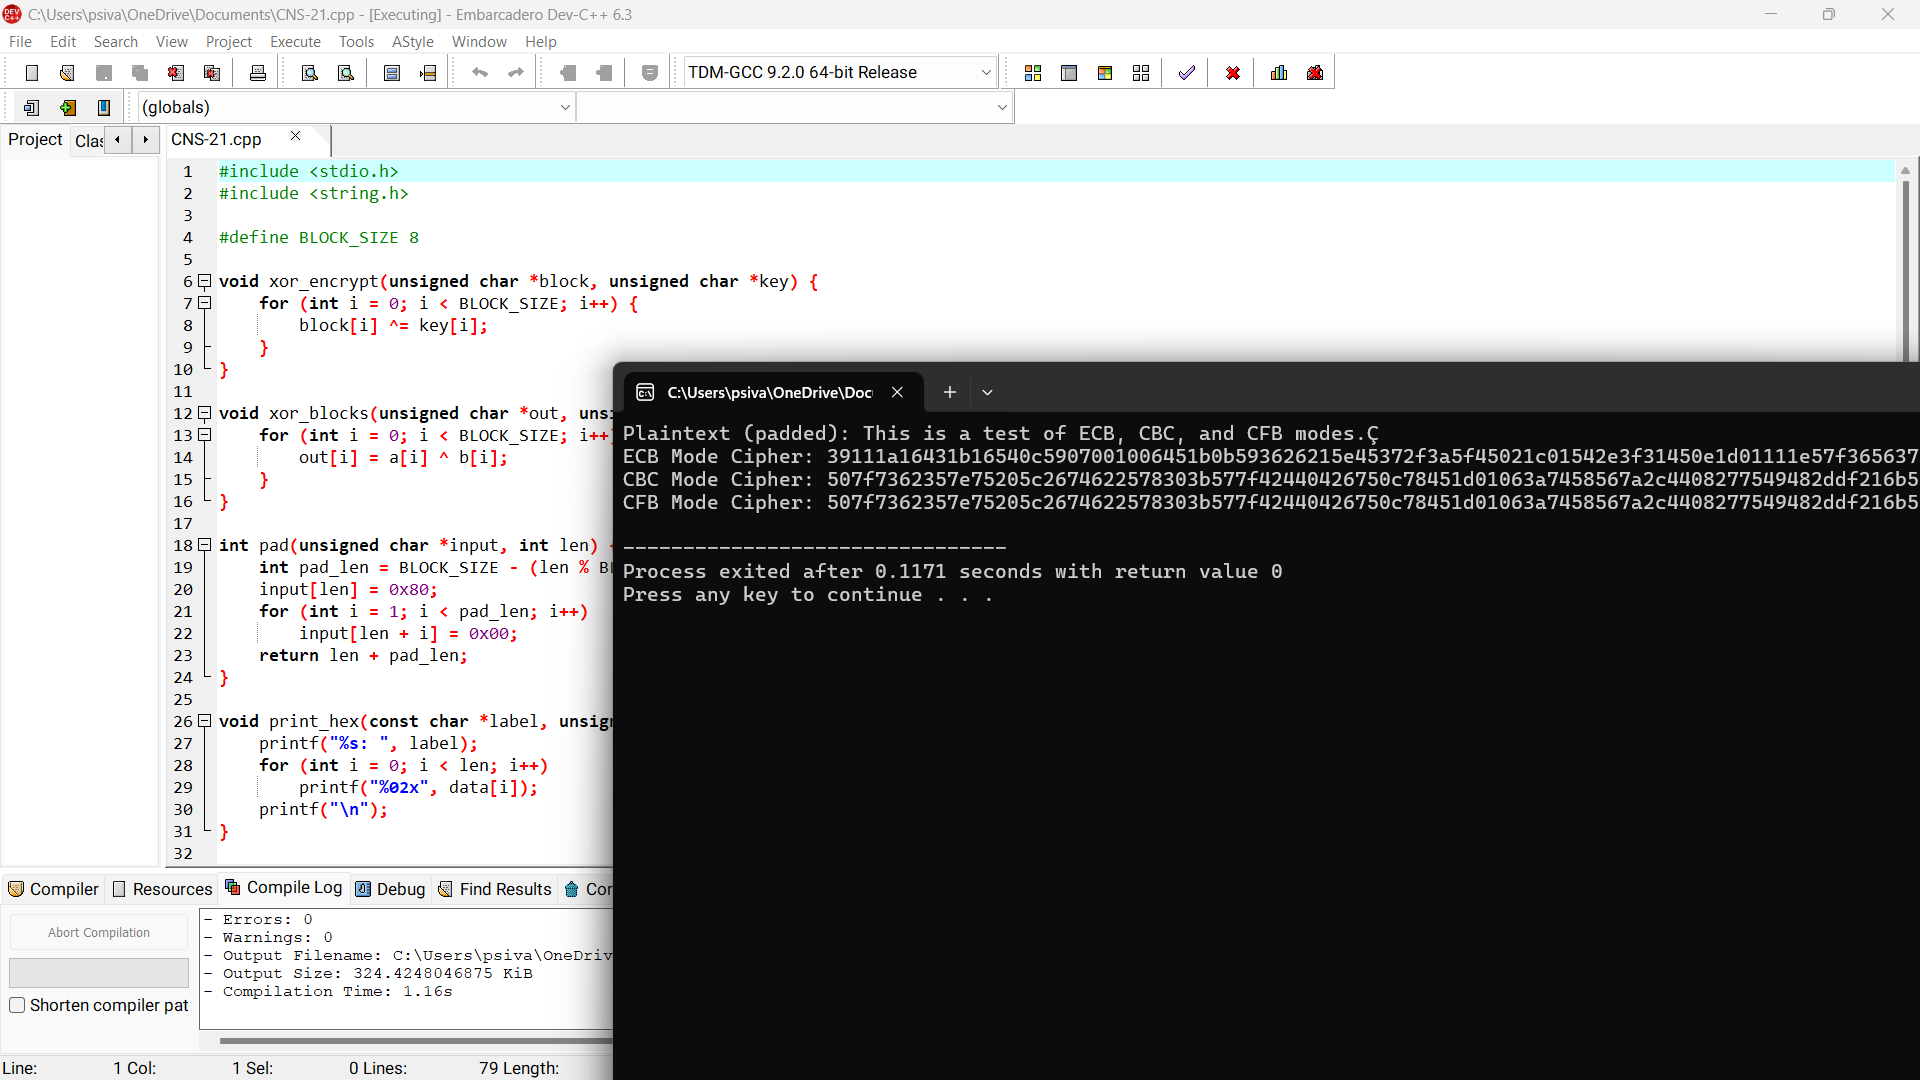 C:\Users\psiva\OneDrive\Documents\CNS-21.cpp - [Executing] - Embarcadero Dev-C++ 6.3
File Edit Search View Project Execute Tools AStyle Window Help
TDM-GCC 9.2.0 64-bit Release
(globals)
Project Clas CNS-21.cpp
1 #include <stdio.h>
2 #include <string.h>
3
4 #define BLOCK_SIZE 8
5
6 void xor_encrypt(unsigned char *block, unsigned char *key) {
7 for (int i = 0; i < BLOCK_SIZE; i++) {
8 block[i] ^= key[i];
9 }
10 }
11
12 void xor_blocks(unsigned char *out, uns
13 for (int i = 0; i < BLOCK_SIZE; i++
14 out[i] = a[i] ^ b[i];
15 }
16 }
17
18 int pad(unsigned char *input, int len)
19 int pad_len = BLOCK_SIZE - (len % B
20 input[len] = 0x80;
21 for (int i = 1; i < pad_len; i++)
22 input[len + i] = 0x00;
23 return len + pad_len;
24 }
25
26 void print_hex(const char *label, unsig
27 printf("%s: ", label);
28 for (int i = 0; i < len; i++)
29 printf("%02x", data[i]);
30 printf("\n");
31 }
32
C:\Users\psiva\OneDrive\Doc
Plaintext (padded): This is a test of ECB, CBC, and CFB modes.Ç
ECB Mode Cipher: 39111a16431b16540c5907001006451b0b593626215e45372f3a5f45021c01542e3f31450e1d01111e57f365637
CBC Mode Cipher: 507f7362357e75205c2674622578303b577f42440426750c78451d01063a7458567a2c4408277549482ddf216b5
CFB Mode Cipher: 507f7362357e75205c2674622578303b577f42440426750c78451d01063a7458567a2c4408277549482ddf216b5
--------------------------------
Process exited after 0.1171 seconds with return value 0
Press any key to continue . . .
Compiler Resources Compile Log Debug Find Results Cor
Abort Compilation
Shorten compiler pat
- Errors: 0
- Warnings: 0
- Output Filename: C:\Users\psiva\OneDriv
- Output Size: 324.4248046875 KiB
- Compilation Time: 1.16s
Line: 1 Col: 1 Sel: 0 Lines: 79 Length: